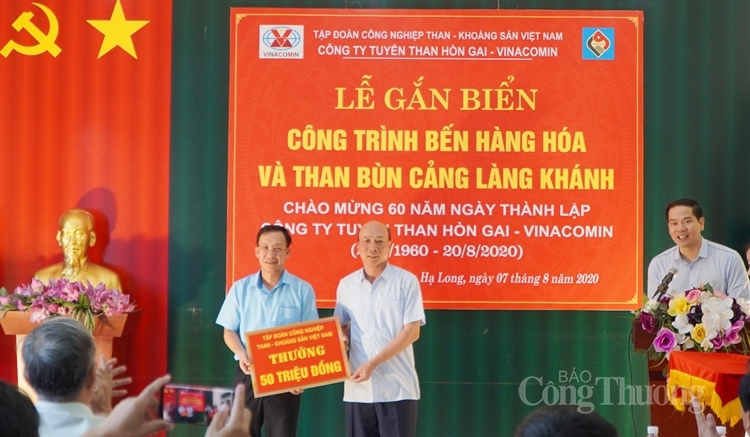 TẬP ĐOÀN CÔNG NGHIỆP THAN - KHOÁNG SẢN VIỆT NAM
CÔNG TY TUYỂN THAN HÒN GAI - VINACOMIN
VINACOMIN
LỄ GẮN BIỂN
CÔNG TRÌNH BẾN HÀNG HÓA
VÀ THAN BÙN CẢNG LÀNG KHÁNH
CHÀO MỪNG 60 NĂM NGÀY THÀNH LẬP
CÔNG TY TUYỂN THAN HÒN GAI - VINACOMIN
/1960 - 20/8/2020)
Hạ Long, ngày 07 tháng 8 năm 2020
TẬP ĐOÀN CÔNG NGHIỆP
THAN - KHOÁNG SẢN VIỆT NAM
THƯỞNG
50 TRIỆU ĐỒNG
BÁO
Công Thương